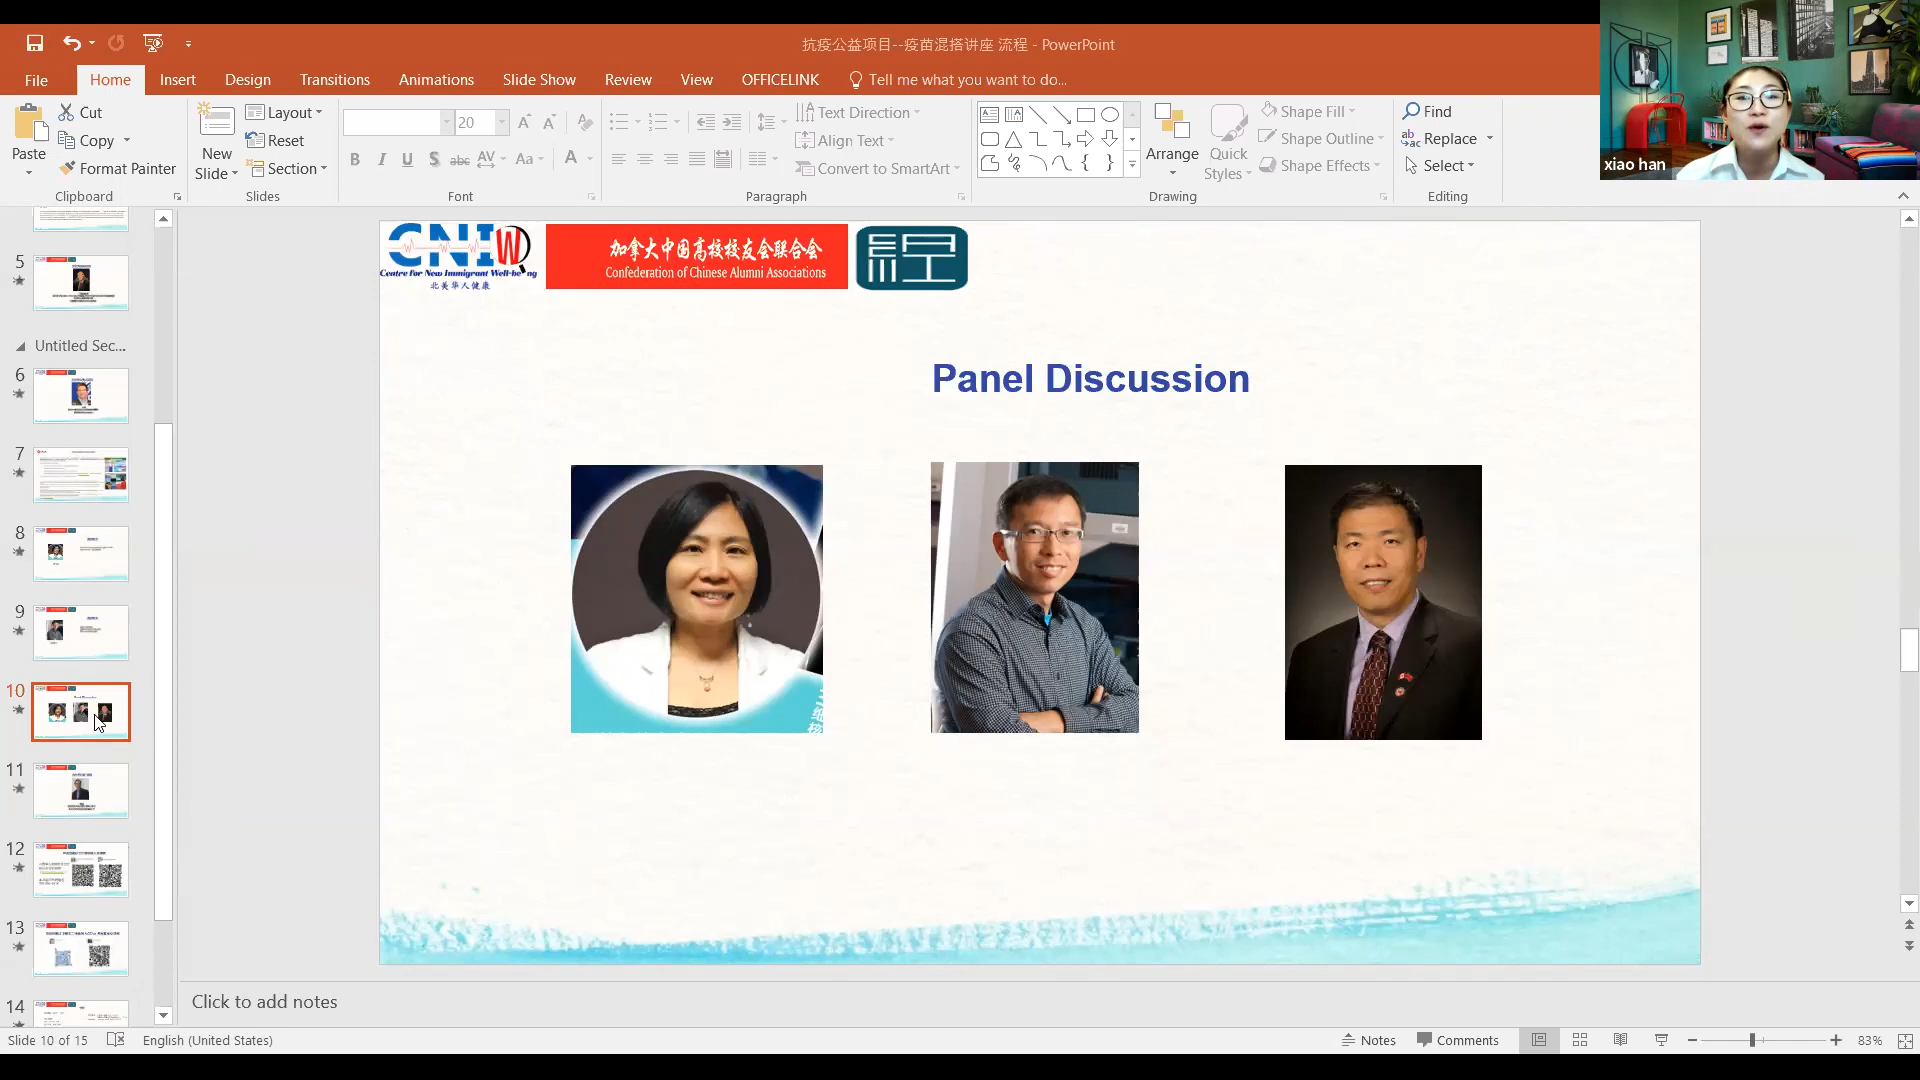 抗疫公益项目--疫苗混搭讲座 流程 - PowerPoint
File Home Insert Design Transitions Animations Slide Show Review View OFFICELINK Tell me what you want to do...
Paste
Cut
Copy
Format Painter
Clipboard
New
Slide
Layout
Reset
Section
Slides
20
B I U S abc AV Aa A
Font
Text Direction
Align Text
Convert to SmartArt
Paragraph
Arrange
Quick
Styles
Shape Fill
Shape Outline
Shape Effects
Drawing
Find
Replace
Select
Editing
xiao han
5
Untitled Sec...
6
7
8
9
10
11
12
13
14
CNIW
Centre for New Immigrant Well-being
北美华人健康
加拿大中国高校校友会联合会
Confederation of Chinese Alumni Associations
Panel Discussion
Click to add notes
Slide 10 of 15 English (United States) Notes Comments 83%